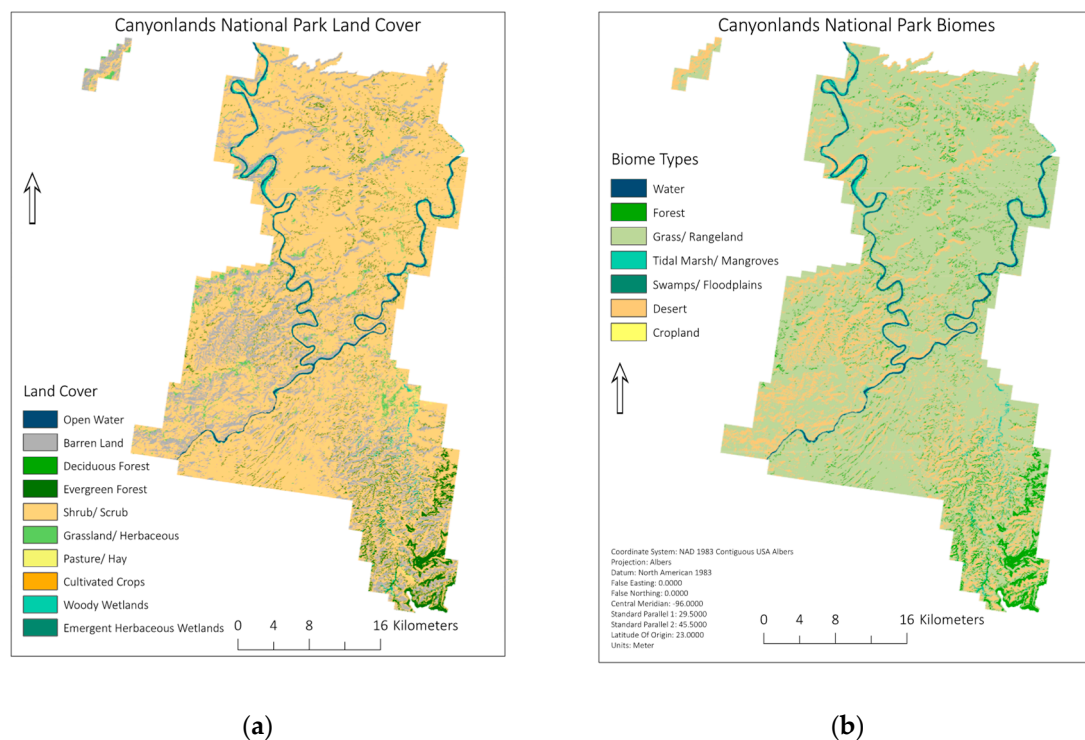 Canyonlands National Park Land Cover
Land Cover
Open Water
Barren Land
Deciduous Forest
Evergreen Forest
Shrub/ Scrub
Grassland/ Herbaceous
Pasture/ Hay
Cultivated Crops
Woody Wetlands
Emergent Herbaceous Wetlands
0 4 8 16 Kilometers
(a)
Canyonlands National Park Biomes
Biome Types
Water
Forest
Grass/ Rangeland
Tidal Marsh/ Mangroves
Swamps/ Floodplains
Desert
Cropland
Coordinate System: NAD 1983 Contiguous USA Albers
Projection: Albers
Datum: North American 1983
False Easting: 0.0000
False Northing: 0.0000
Central Meridian: -96.0000
Standard Parallel 1: 29.5000
Standard Parallel 2: 45.5000
Latitude Of Origin: 23.0000
Units: Meter
0 4 8 16 Kilometers
(b)